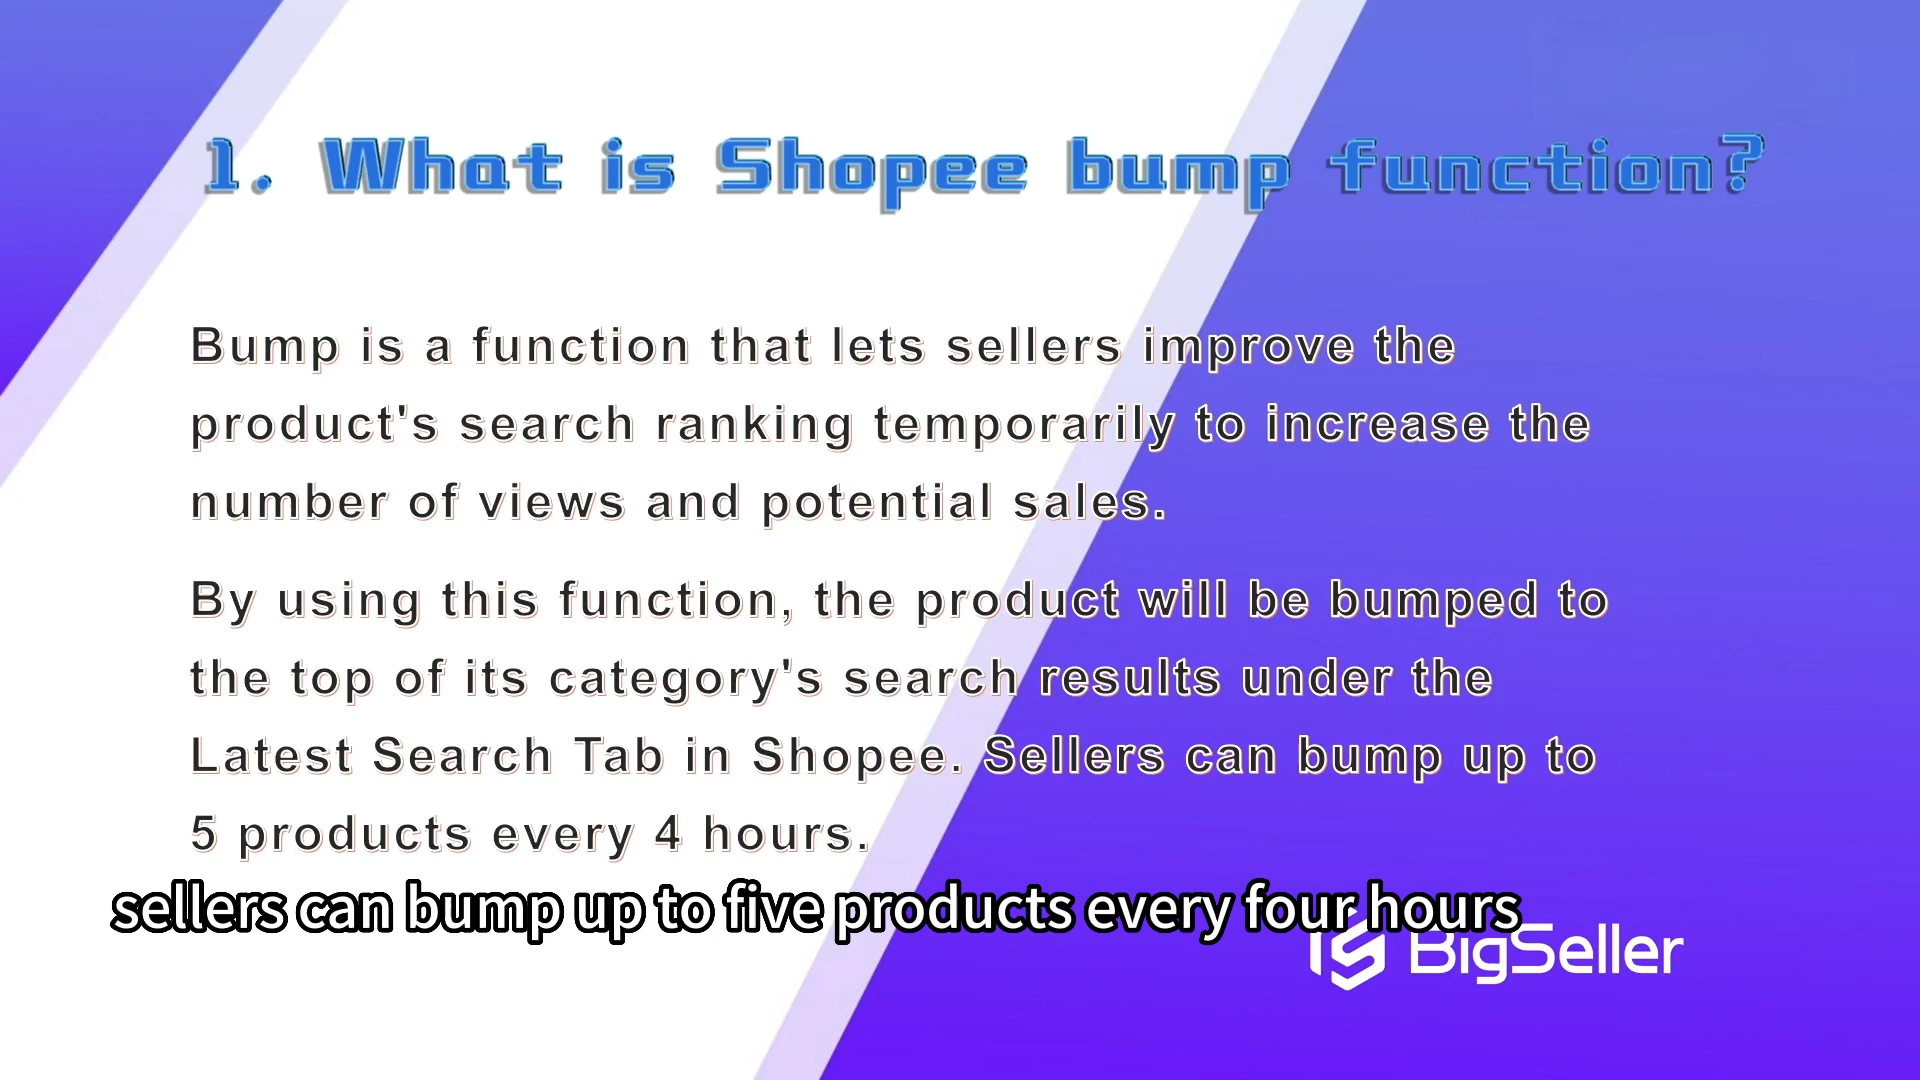 1. What is Shopee bump function?
Bump is a function that lets sellers improve the
product's search ranking temporarily to increase the
number of views and potential sales.
By using this function, the product will be bumped to
the top of its category's search results under the
Latest Search Tab in Shopee. Sellers can bump up to
5 products every 4 hours.
sellers can bump up to five products every four hours
BigSeller